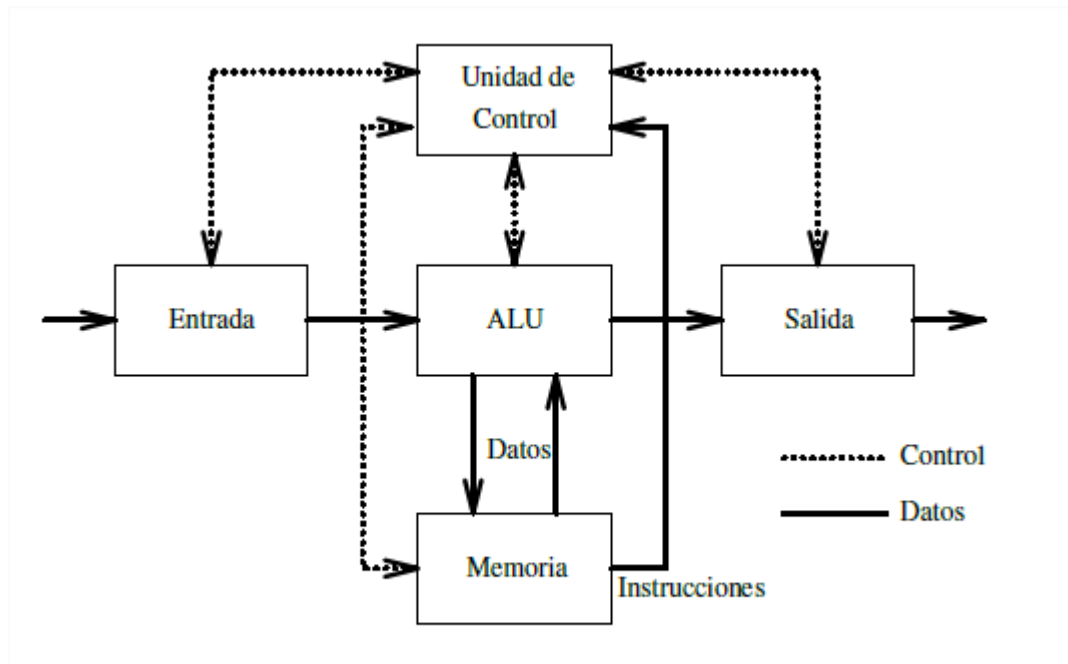 Unidad de
Control
Entrada
ALU
Salida
Datos
Control
Datos
Memoria
Instrucciones